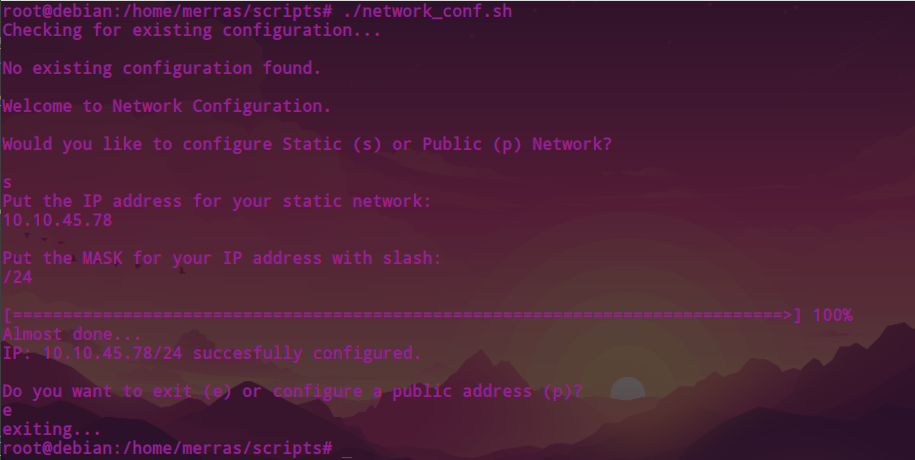 root@debian:/home/merras/scripts# ./network_conf.sh
Checking for existing configuration...
No existing configuration found.
Welcome to Network Configuration.
Would you like to configure Static (s) or Public (p) Network?
s
Put the IP address for your static network:
10.10.45.78
Put the MASK for your IP address with slash:
/24
[=============================================================================>] 100%
Almost done...
IP: 10.10.45.78/24 succesfully configured.
Do you want to exit (e) or configure a public address (p)?
e
exiting...
root@debian:/home/merras/scripts# _